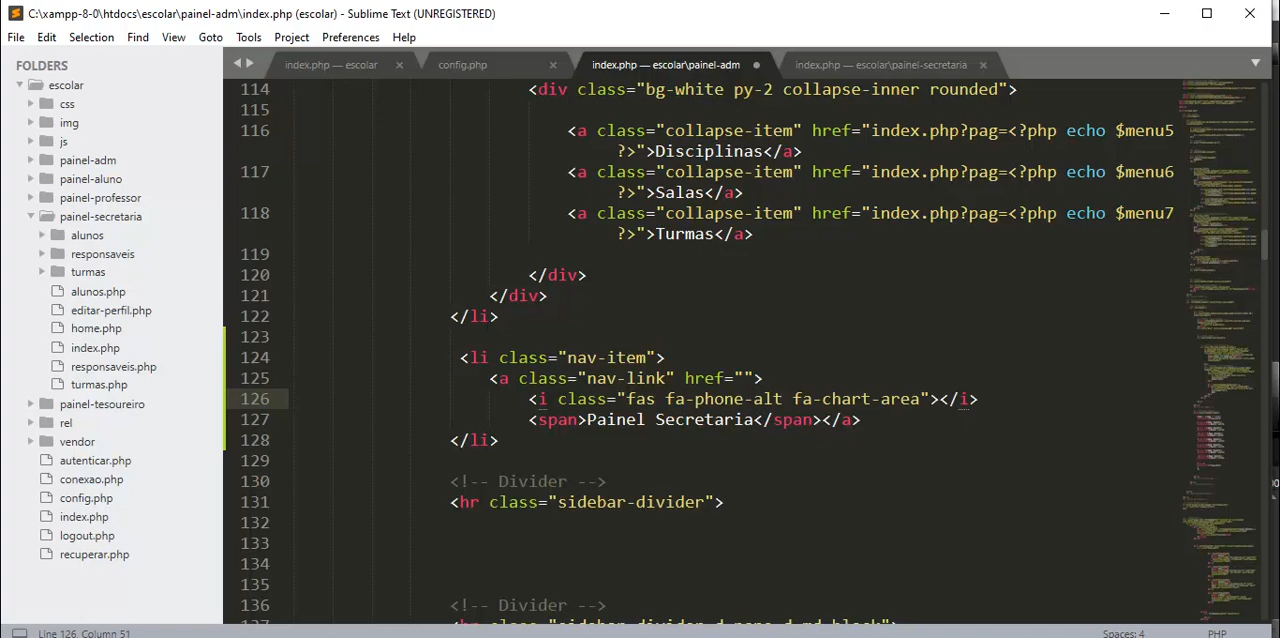 C:\xampp-8-0\htdocs\escolar\painel-adm\index.php (escolar) - Sublime Text (UNREGISTERED)
File Edit Selection Find View Goto Tools Project Preferences Help
FOLDERS
escolar
css
img
js
painel-adm
painel-aluno
painel-professor
painel-secretaria
alunos
responsaveis
turmas
alunos.php
editar-perfil.php
home.php
index.php
responsaveis.php
turmas.php
painel-tesoureiro
rel
vendor
autenticar.php
conexao.php
config.php
index.php
logout.php
recuperar.php
index.php — escolar config.php index.php — escolar\painel-adm index.php — escolar\painel-secretaria
114 <div class="bg-white py-2 collapse-inner rounded">
115
116 <a class="collapse-item" href="index.php?pag=<?php echo $menu5
?>">Disciplinas</a>
117 <a class="collapse-item" href="index.php?pag=<?php echo $menu6
?>">Salas</a>
118 <a class="collapse-item" href="index.php?pag=<?php echo $menu7
?>">Turmas</a>
119
120 </div>
121 </div>
122 </li>
123
124 <li class="nav-item">
125 <a class="nav-link" href="">
126 <i class="fas fa-phone-alt fa-chart-area"></i>
127 <span>Painel Secretaria</span></a>
128 </li>
129
130 <!-- Divider -->
131 <hr class="sidebar-divider">
132
133
134
135
136 <!-- Divider -->
137 <hr class="sidebar-divider d-none d-md-block">
Line 126, Column 51 Spaces: 4 PHP